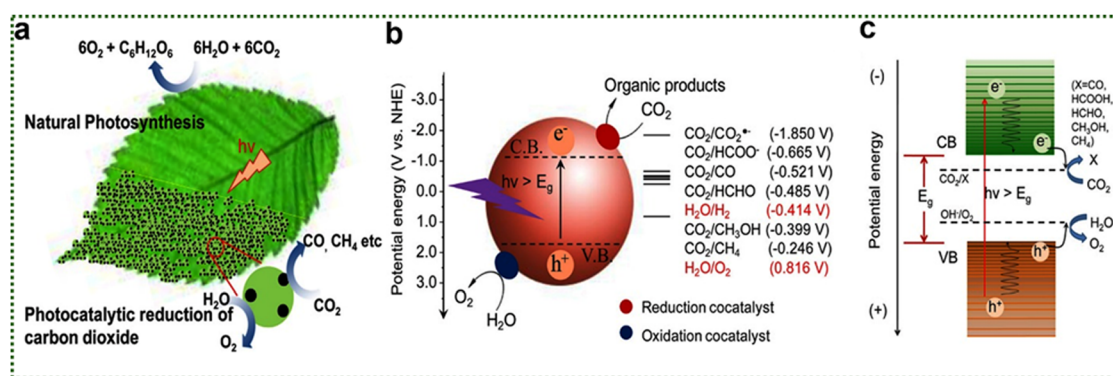 a
6O₂ + C₆H₁₂O₆ 6H₂O + 6CO₂
Natural Photosynthesis
hv
CO, CH₄ etc
H₂O
CO₂
Photocatalytic reduction of
carbon dioxide
O₂
b
Potential energy (V vs. NHE)
-3.0
-2.0
-1.0
0.0
1.0
2.0
3.0
Organic products
CO₂
e⁻
C.B.
hv > Eg
V.B.
h⁺
O₂
H₂O
CO₂/CO₂•⁻ (-1.850 V)
CO₂/HCOO⁻ (-0.665 V)
CO₂/CO (-0.521 V)
CO₂/HCHO (-0.485 V)
H₂O/H₂ (-0.414 V)
CO₂/CH₃OH (-0.399 V)
CO₂/CH₄ (-0.246 V)
H₂O/O₂ (0.816 V)
Reduction cocatalyst
Oxidation cocatalyst
c
Potential energy
(-)
(+)
e⁻
(X=CO,
HCOOH,
HCHO,
CH₃OH,
CH₄)
e⁻
CB
X
CO₂/X
CO₂
Eg
hv > Eg
OH⁻/O₂
H₂O
O₂
VB
h⁺
h⁺